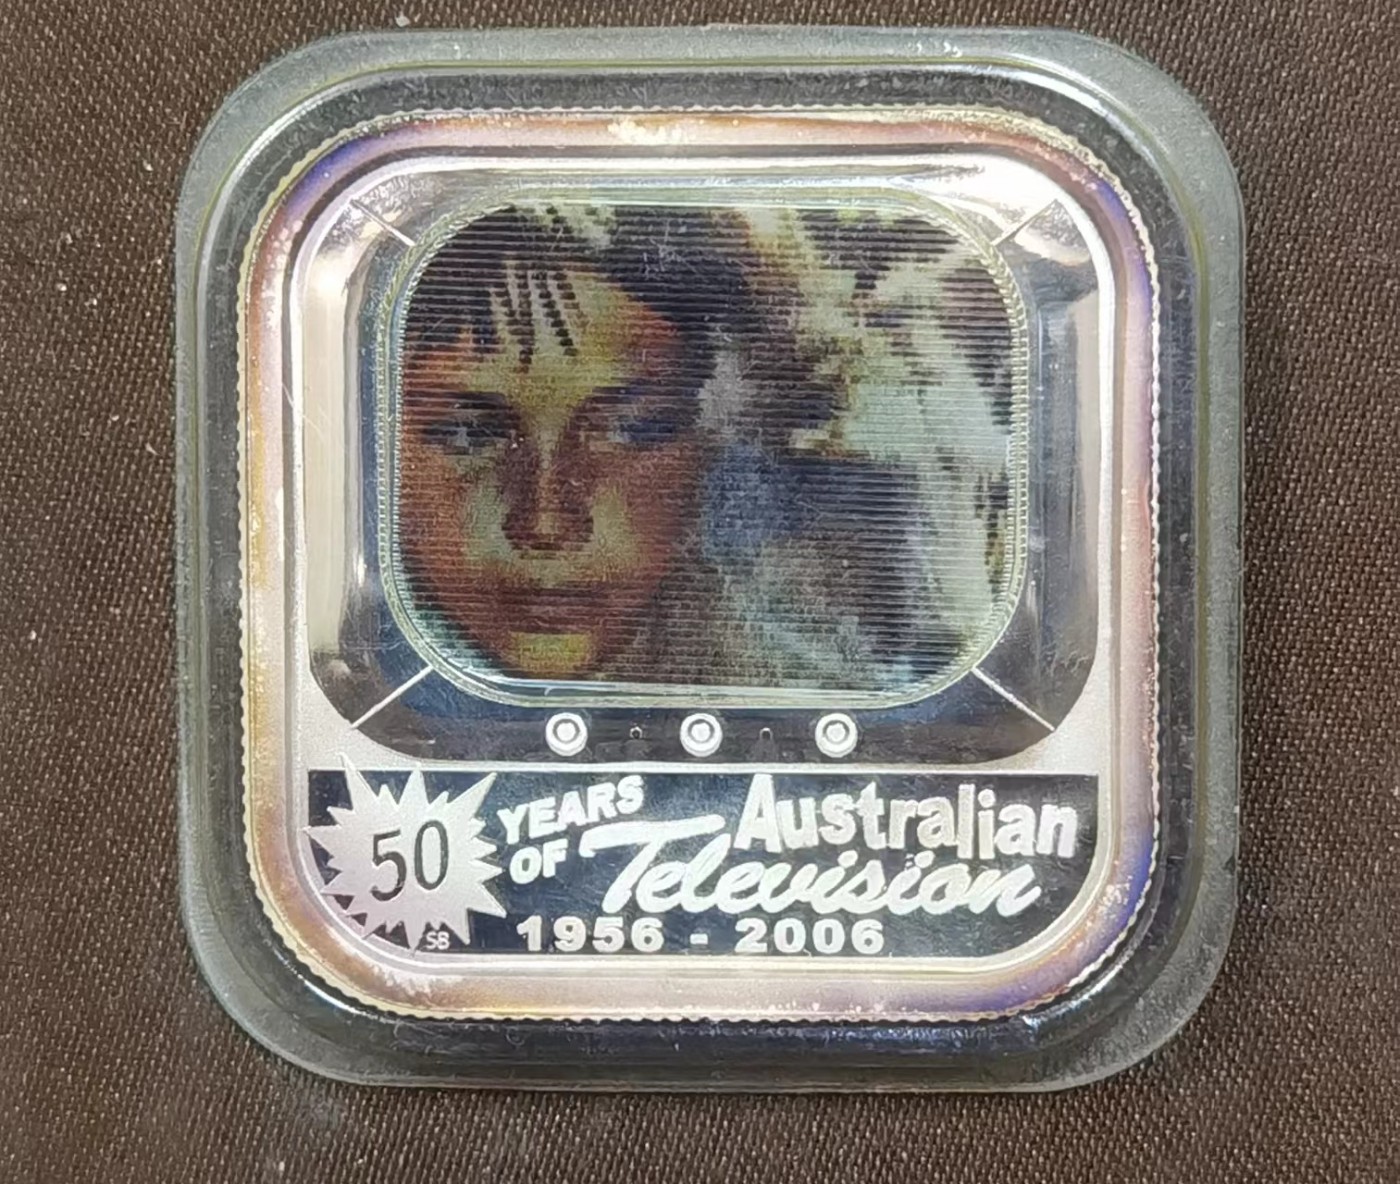 50 YEARS OF Australian Television
1956 - 2006
SB